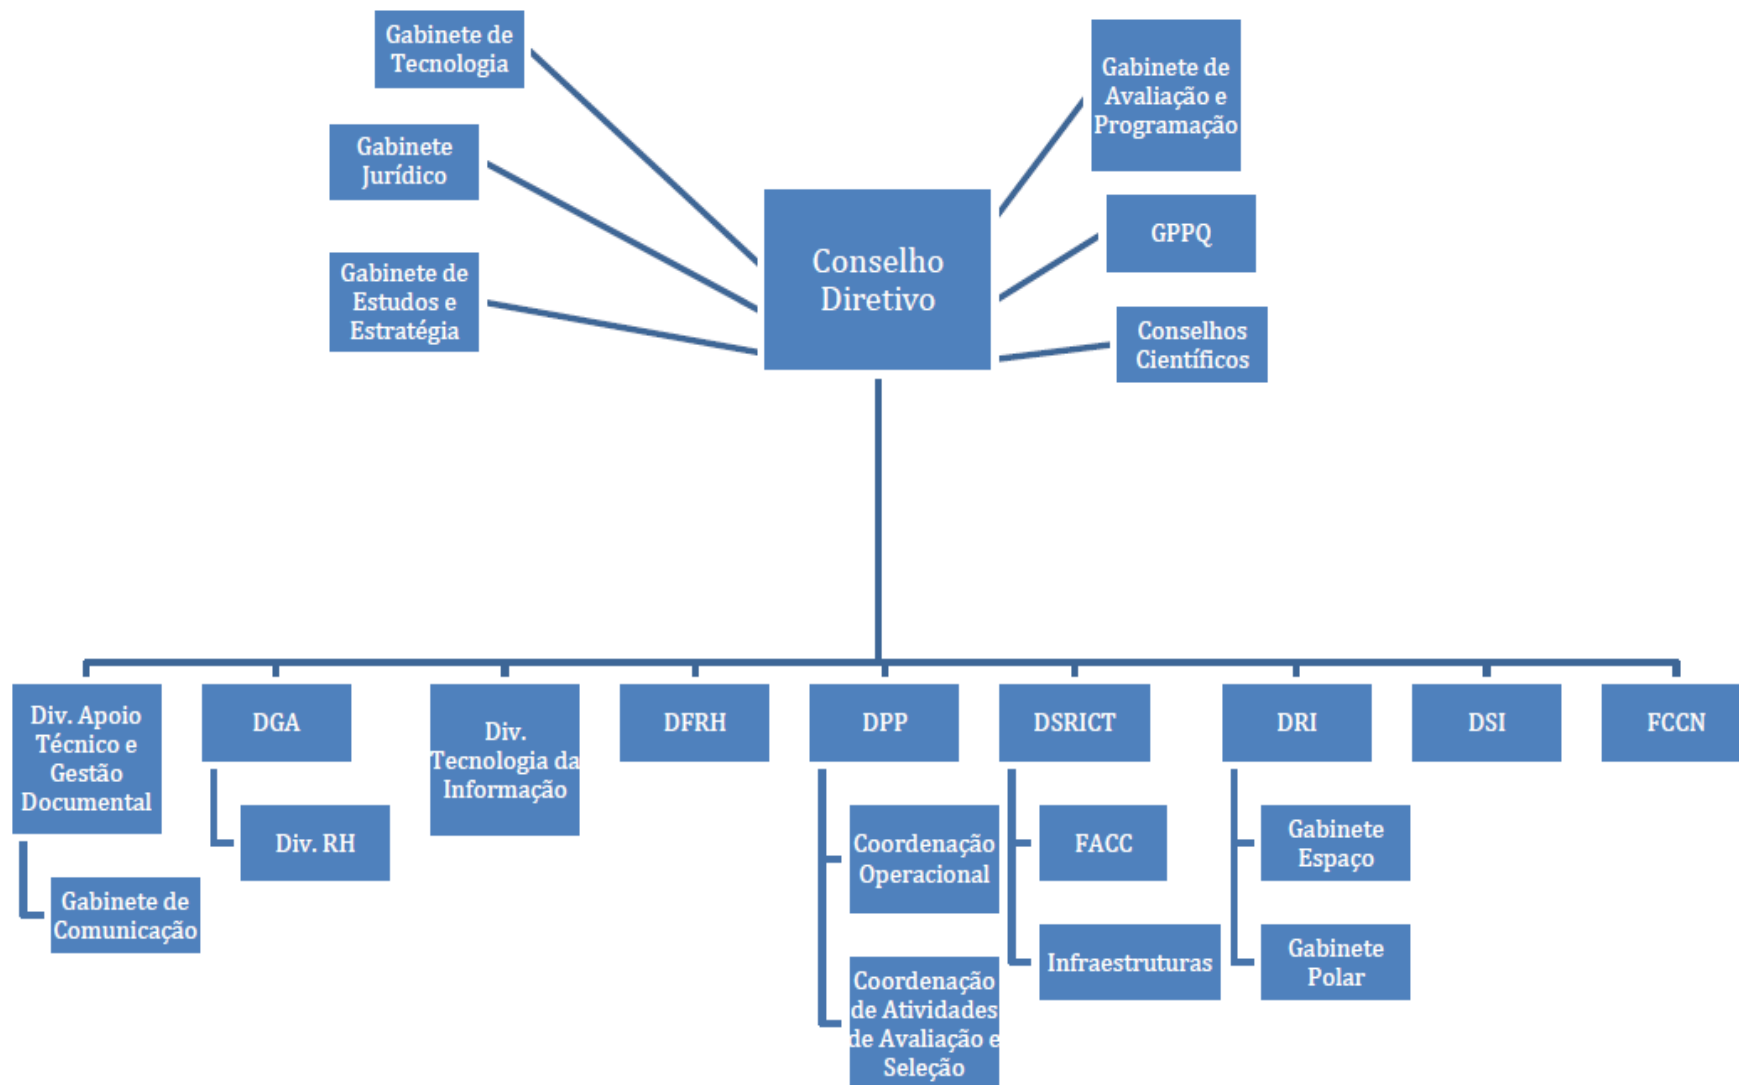 Gabinete de
Tecnologia
Gabinete
Jurídico
Gabinete de
Estudos e
Estratégia
Conselho
Diretivo
Gabinete de
Avaliação e
Programação
GPPQ
Conselhos
Científicos
Div. Apoio
Técnico e
Gestão
Documental
Gabinete de
Comunicação
DGA
Div. RH
Div.
Tecnologia da
Informação
DFRH
DPP
Coordenação
Operacional
Coordenação
de Atividades
de Avaliação e
Seleção
DSRICT
FACC
Infraestruturas
DRI
Gabinete
Espaço
Gabinete
Polar
DSI
FCCN